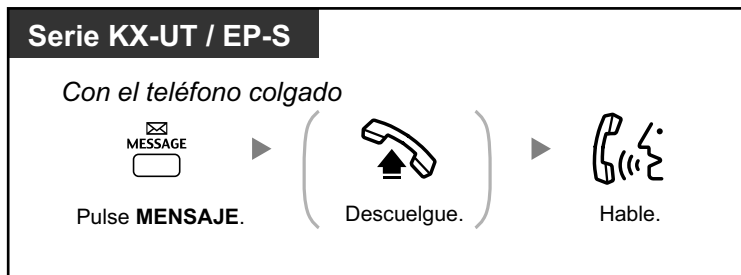 Serie KX-UT / EP-S
Con el teléfono colgado
MESSAGE
Pulse MENSAJE.
Descuelgue.
Hable.